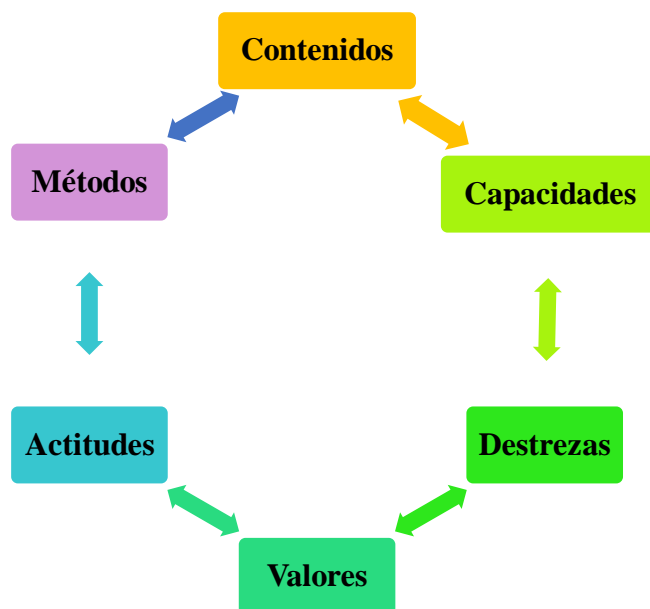 Contenidos
Métodos
Capacidades
Actitudes
Destrezas
Valores